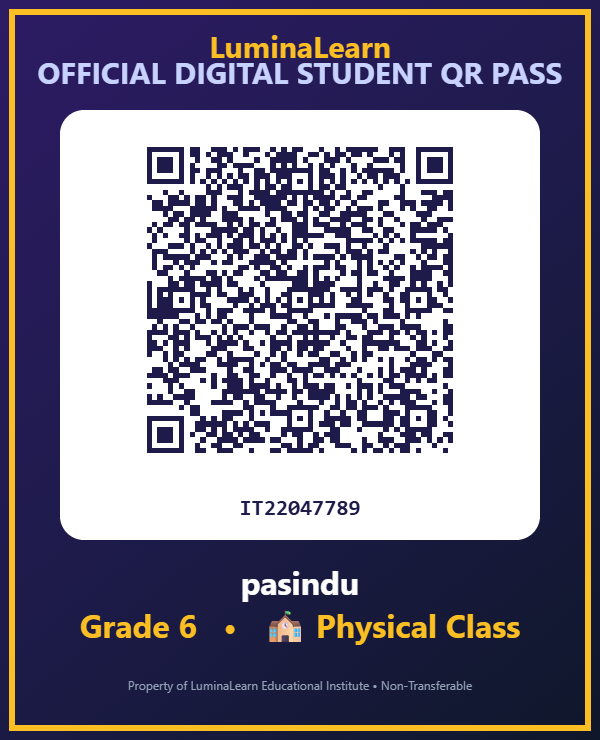 LuminaLearn
OFFICIAL DIGITAL STUDENT QR PASS
IT22047789
pasindu
Grade 6 • Physical Class
Property of LuminaLearn Educational Institute • Non-Transferable